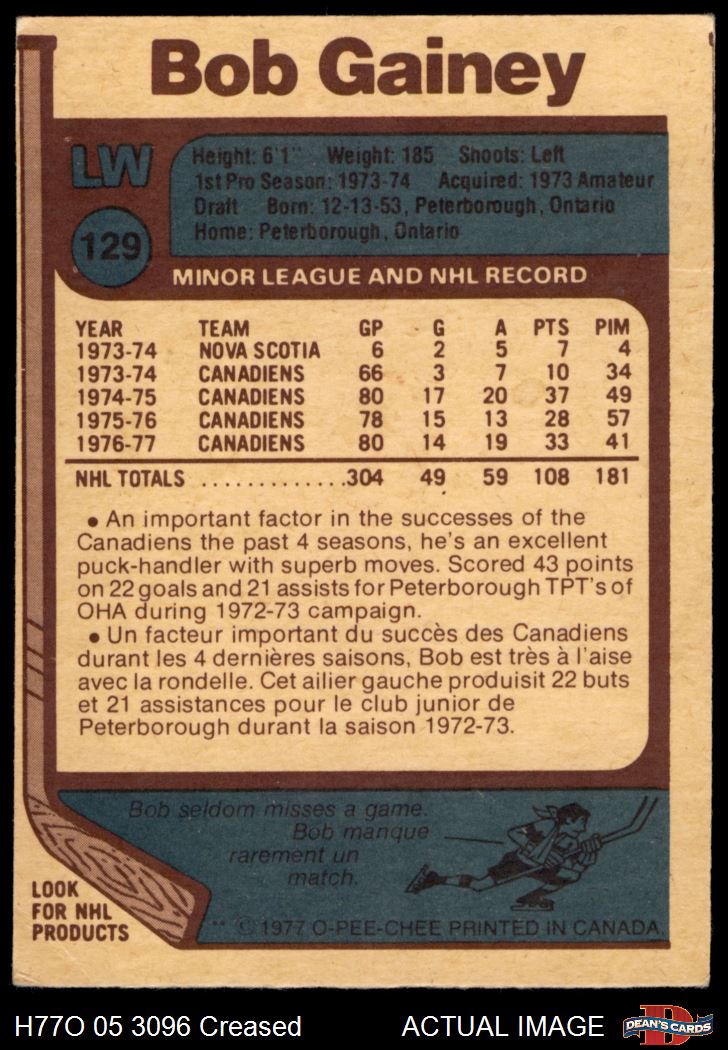 Bob Gainey
LW
129
Height: 6'1" Weight: 185 Shoots: Left
1st Pro Season: 1973-74 Acquired: 1973 Amateur
Draft Born: 12-13-53, Peterborough, Ontario
Home: Peterborough, Ontario
MINOR LEAGUE AND NHL RECORD
YEAR TEAM GP G A PTS PIM
1973-74 NOVA SCOTIA 6 2 5 7 4
1973-74 CANADIENS 66 3 7 10 34
1974-75 CANADIENS 80 17 20 37 49
1975-76 CANADIENS 78 15 13 28 57
1976-77 CANADIENS 80 14 19 33 41
NHL TOTALS .............304 49 59 108 181
• An important factor in the successes of the
Canadiens the past 4 seasons, he's an excellent
puck-handler with superb moves. Scored 43 points
on 22 goals and 21 assists for Peterborough TPT's of
OHA during 1972-73 campaign.
• Un facteur important du succès des Canadiens
durant les 4 dernières saisons, Bob est très à l'aise
avec la rondelle. Cet ailier gauche produisit 22 buts
et 21 assistances pour le club junior de
Peterborough durant la saison 1972-73.
Bob seldom misses a game.
Bob manque
rarement un
match.
LOOK
FOR NHL
PRODUCTS
** © 1977 O-PEE-CHEE PRINTED IN CANADA.
H77O 05 3096 Creased ACTUAL IMAGE
D
DEAN'S CARDS